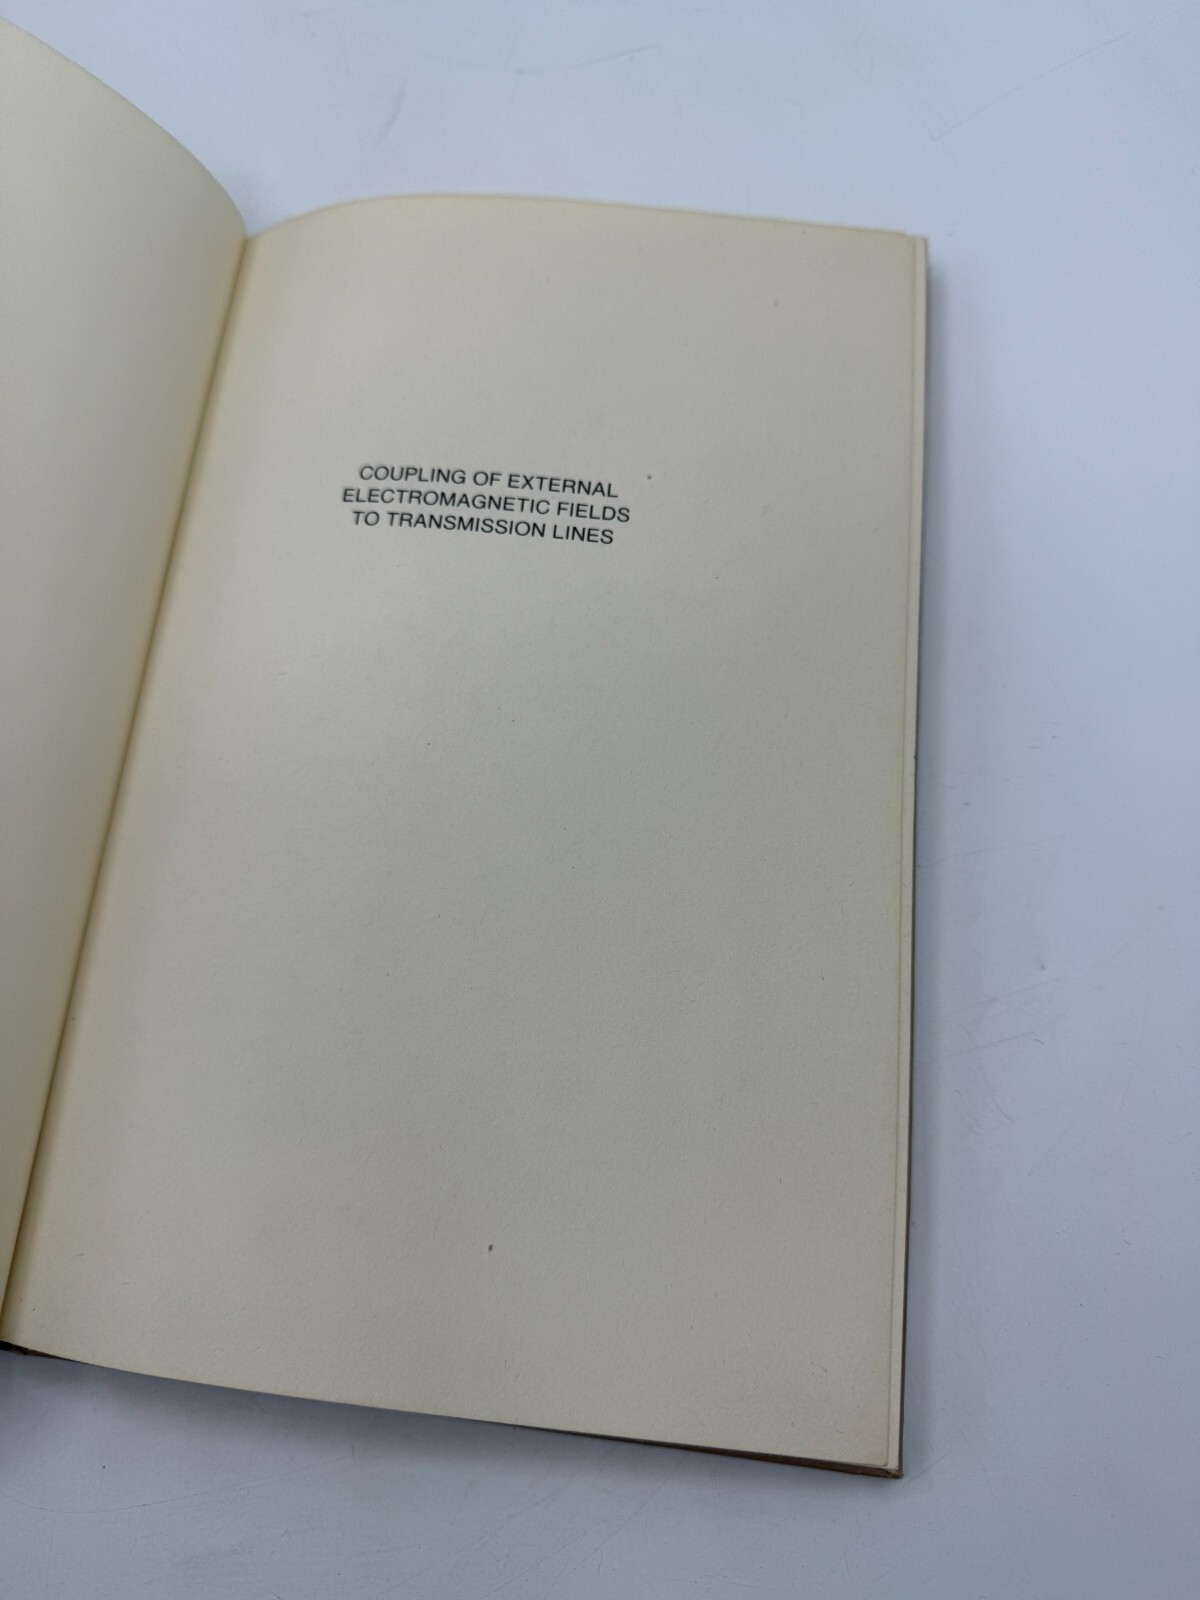 COUPLING OF EXTERNAL
ELECTROMAGNETIC FIELDS
TO TRANSMISSION LINES